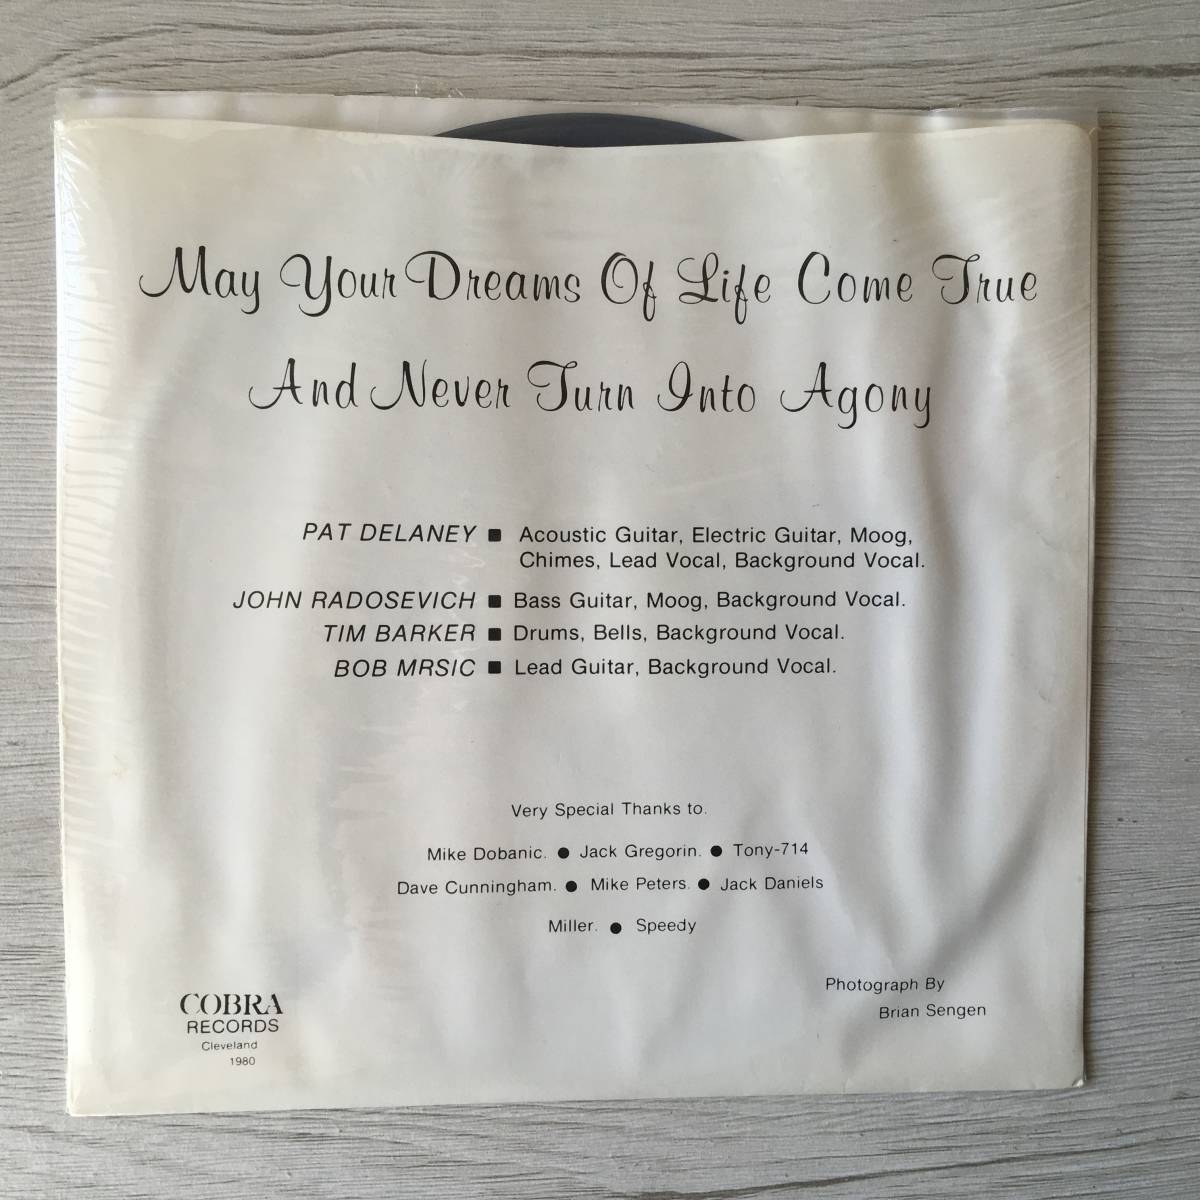 May Your Dreams Of Life Come True
And Never Turn Into Agony
PAT DELANEY ■ Acoustic Guitar, Electric Guitar, Moog,
Chimes, Lead Vocal, Background Vocal.
JOHN RADOSEVICH ■ Bass Guitar, Moog, Background Vocal.
TIM BARKER ■ Drums, Bells, Background Vocal.
BOB MRSIC ■ Lead Guitar, Background Vocal.
Very Special Thanks to.
Mike Dobanic. ● Jack Gregorin. ● Tony-714
Dave Cunningham. ● Mike Peters. ● Jack Daniels
Miller. ● Speedy
Photograph By
Brian Sengen
COBRA
RECORDS
Cleveland
1980